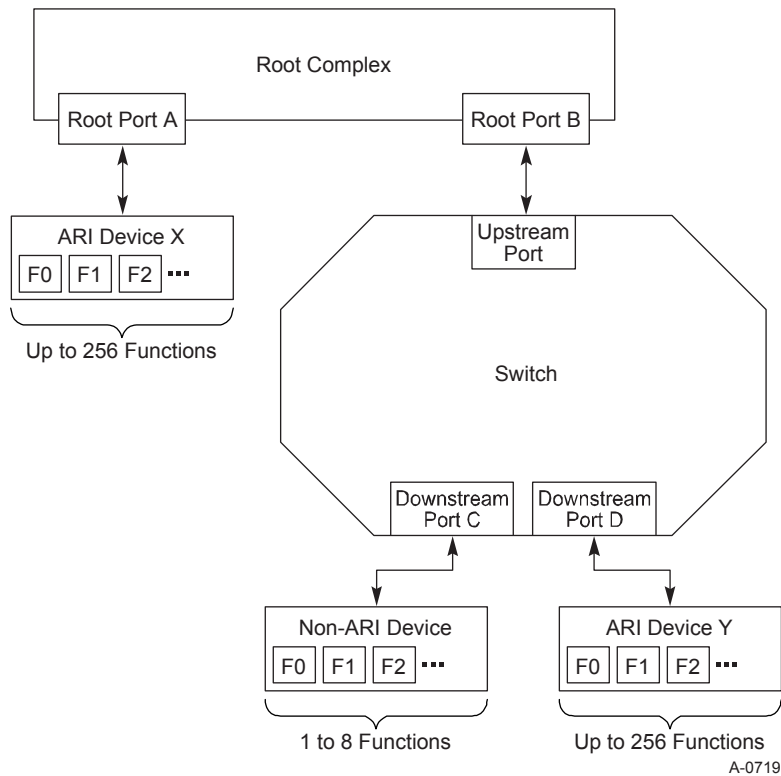 Root Complex
Root Port A
Root Port B
ARI Device X
F0 F1 F2 ...
Up to 256 Functions
Upstream
Port
Switch
Downstream
Port C
Downstream
Port D
Non-ARI Device
F0 F1 F2 ...
1 to 8 Functions
ARI Device Y
F0 F1 F2 ...
Up to 256 Functions
A-0719